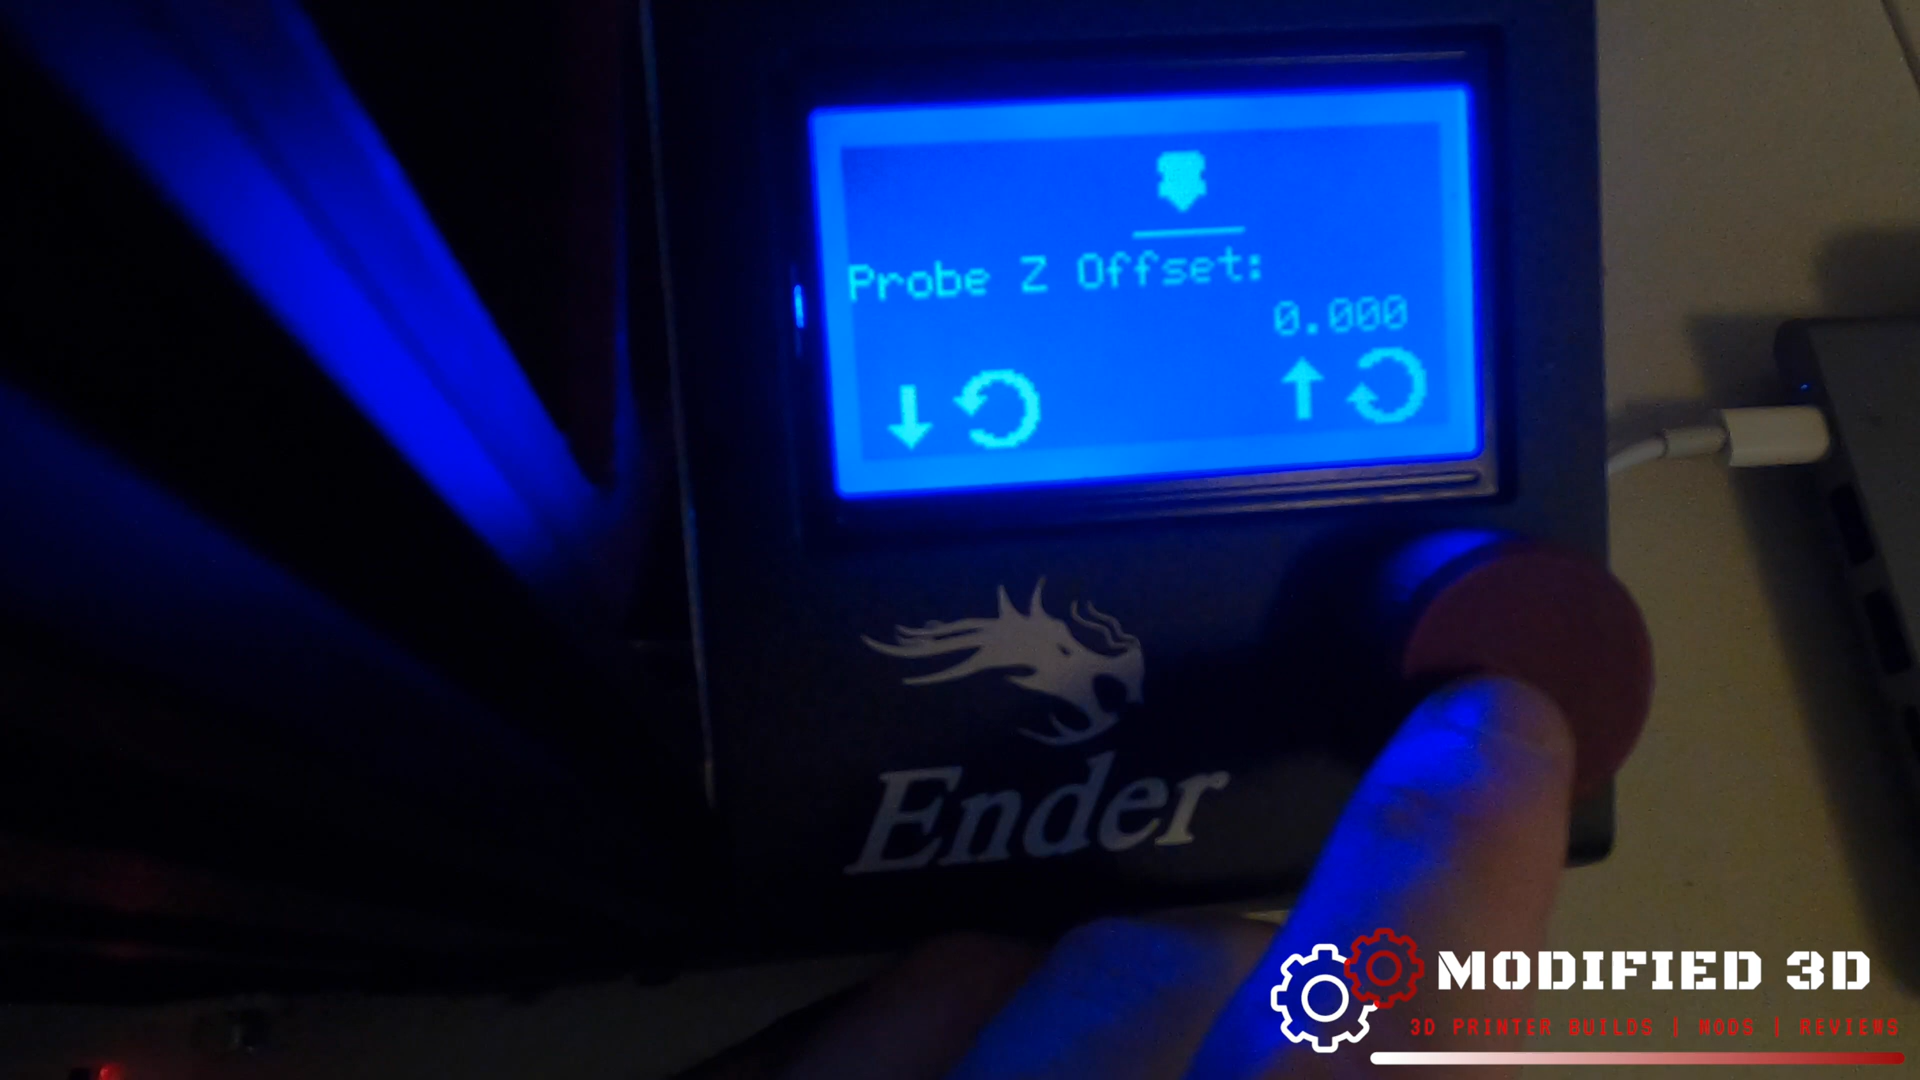 Probe Z Offset:
0.000
Ender
MODIFIED 3D
3D PRINTER BUILDS | MODS | REVIEWS